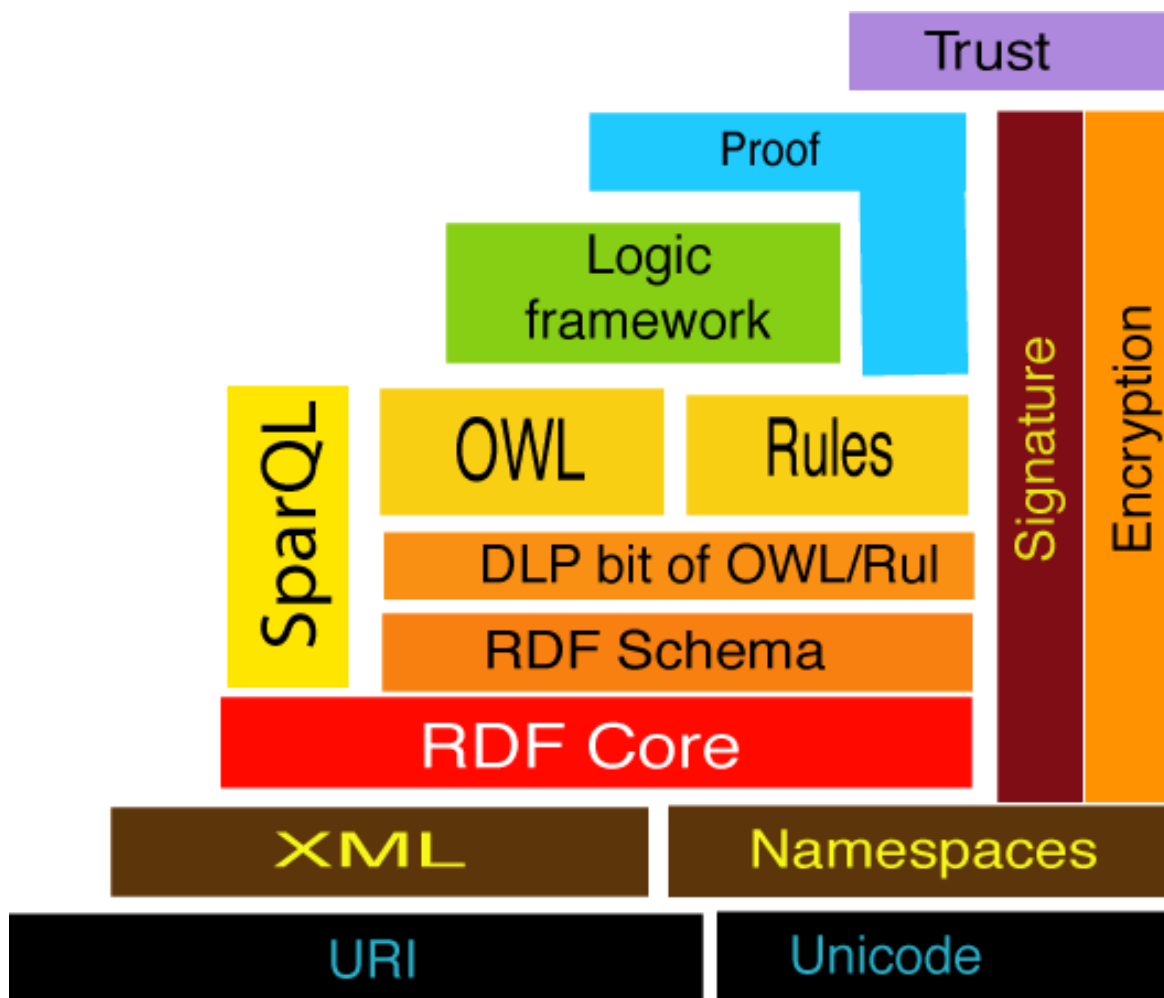 Trust
Proof
Logic
framework
SparQL
OWL
Rules
Signature
Encryption
DLP bit of OWL/Rul
RDF Schema
RDF Core
XML
Namespaces
URI
Unicode